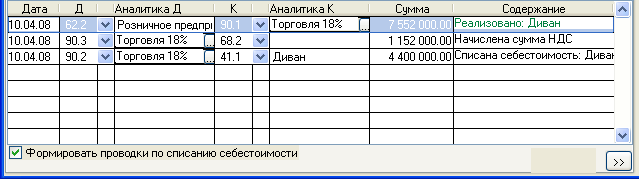 Дата Д Аналитика Д К Аналитика К Сумма Содержание
10.04.08 62.2 Розничное предпри 90.1 Торговля 18% ... 7 552 000.00 Реализовано: Диван
10.04.08 90.3 Торговля 18% ... 68.2 1 152 000.00 Начислена сумма НДС
10.04.08 90.2 Торговля 18% ... 41.1 Диван 4 400 000.00 Списана себестоимость: Диван
Формировать проводки по списанию себестоимости
>>